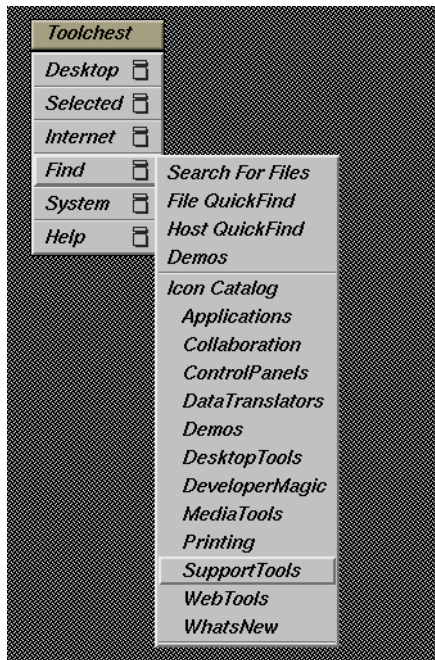 Toolchest
Desktop
Selected
Internet
Find
System
Help
Search For Files
File QuickFind
Host QuickFind
Demos
Icon Catalog
Applications
Collaboration
ControlPanels
DataTranslators
Demos
DesktopTools
DeveloperMagic
MediaTools
Printing
SupportTools
WebTools
WhatsNew